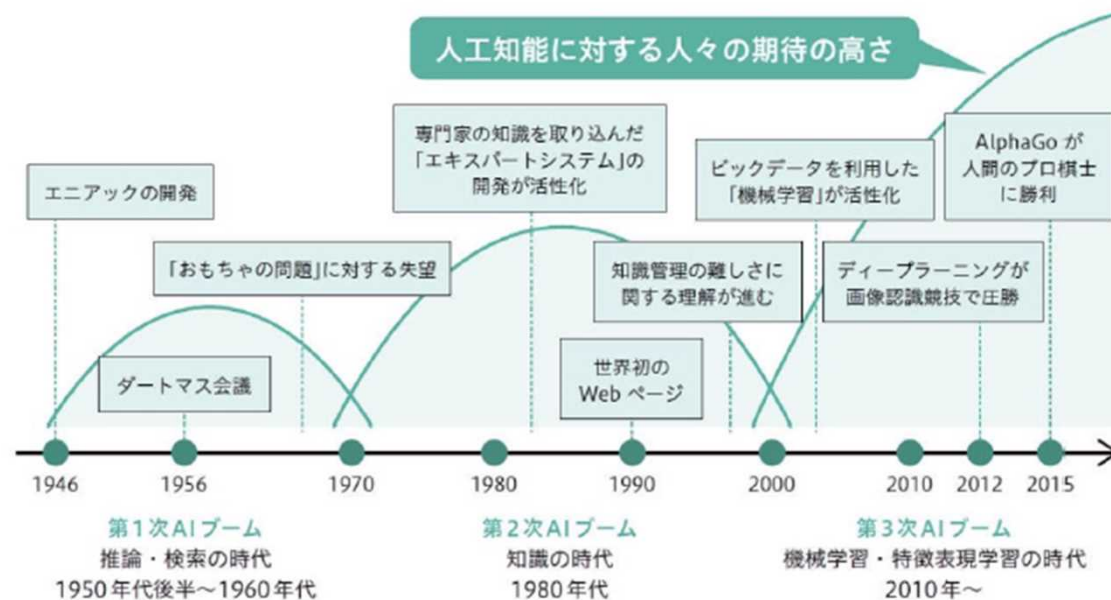 人工知能に対する人々の期待の高さ
専門家の知識を取り込んだ
「エキスパートシステム」の
開発が活性化
AlphaGo が
人間のプロ棋士
に勝利
ビックデータを利用した
「機械学習」が活性化
エニアックの開発
「おもちゃの問題」に対する失望
知識管理の難しさに
関する理解が進む
ディープラーニングが
画像認識競技で圧勝
ダートマス会議
世界初の
Web ページ
1946
1956
1970
1980
1990
2000
2010
2012
2015
第1次AIブーム
推論・検索の時代
1950年代後半〜1960年代
第2次AIブーム
知識の時代
1980年代
第3次AIブーム
機械学習・特徴表現学習の時代
2010年〜